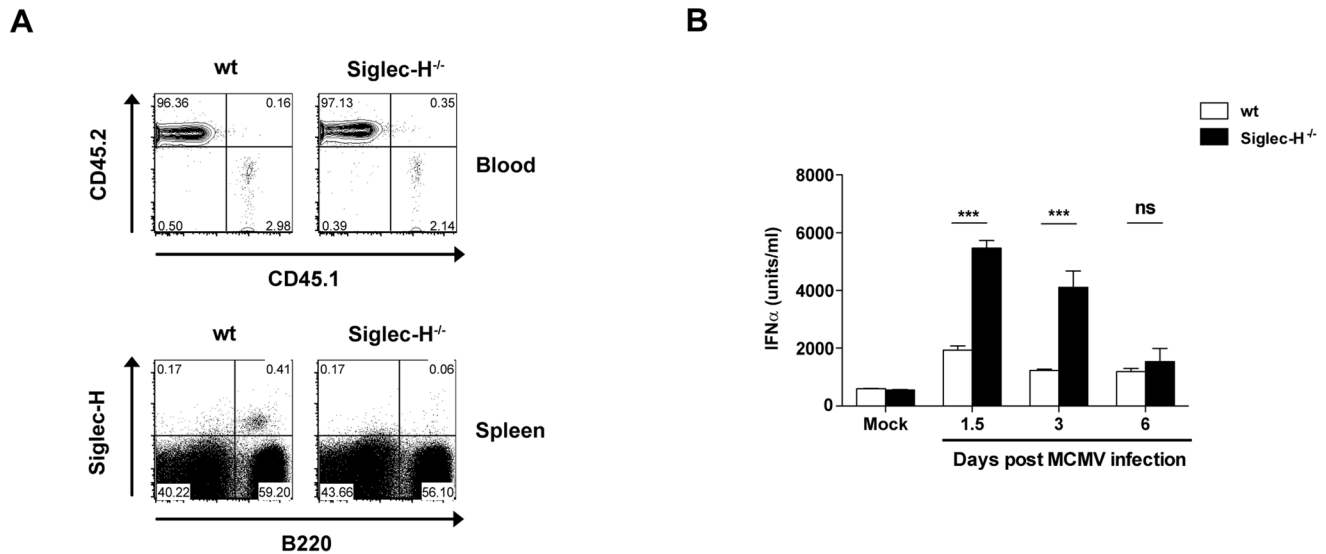 A
wt
Siglec-H-/-
96.36
0.16
97.13
0.35
CD45.2
Blood
0.50
2.98
0.39
2.14
CD45.1
wt
Siglec-H-/-
0.17
0.41
0.17
0.06
Siglec-H
Spleen
40.22
59.20
43.66
56.10
B220
B
wt
Siglec-H-/-
8000
6000
4000
2000
0
IFNα (units/ml)
***
***
ns
Mock
1.5
3
6
Days post MCMV infection